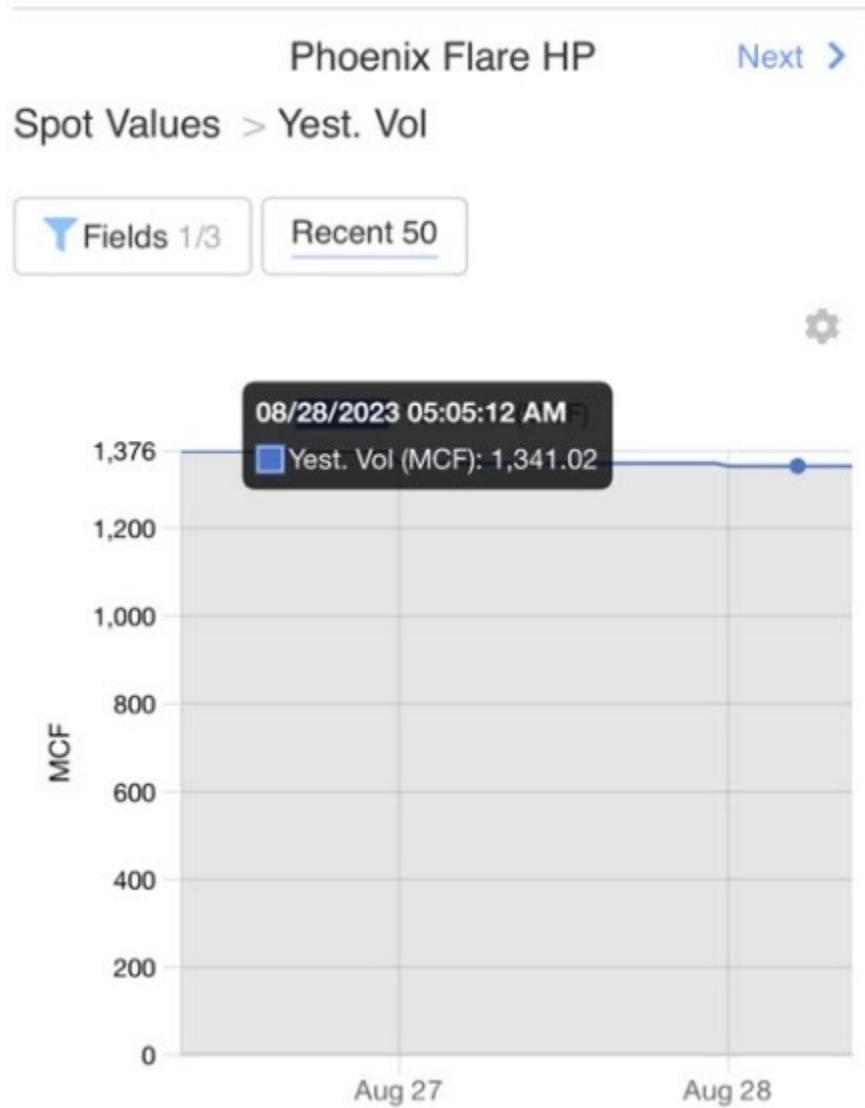 Phoenix Flare HP
Next >
Spot Values > Yest. Vol
Fields 1/3
Recent 50
08/28/2023 05:05:12 AM
Yest. Vol (MCF): 1,341.02
1,376
1,200
1,000
800
600
400
200
0
MCF
Aug 27
Aug 28